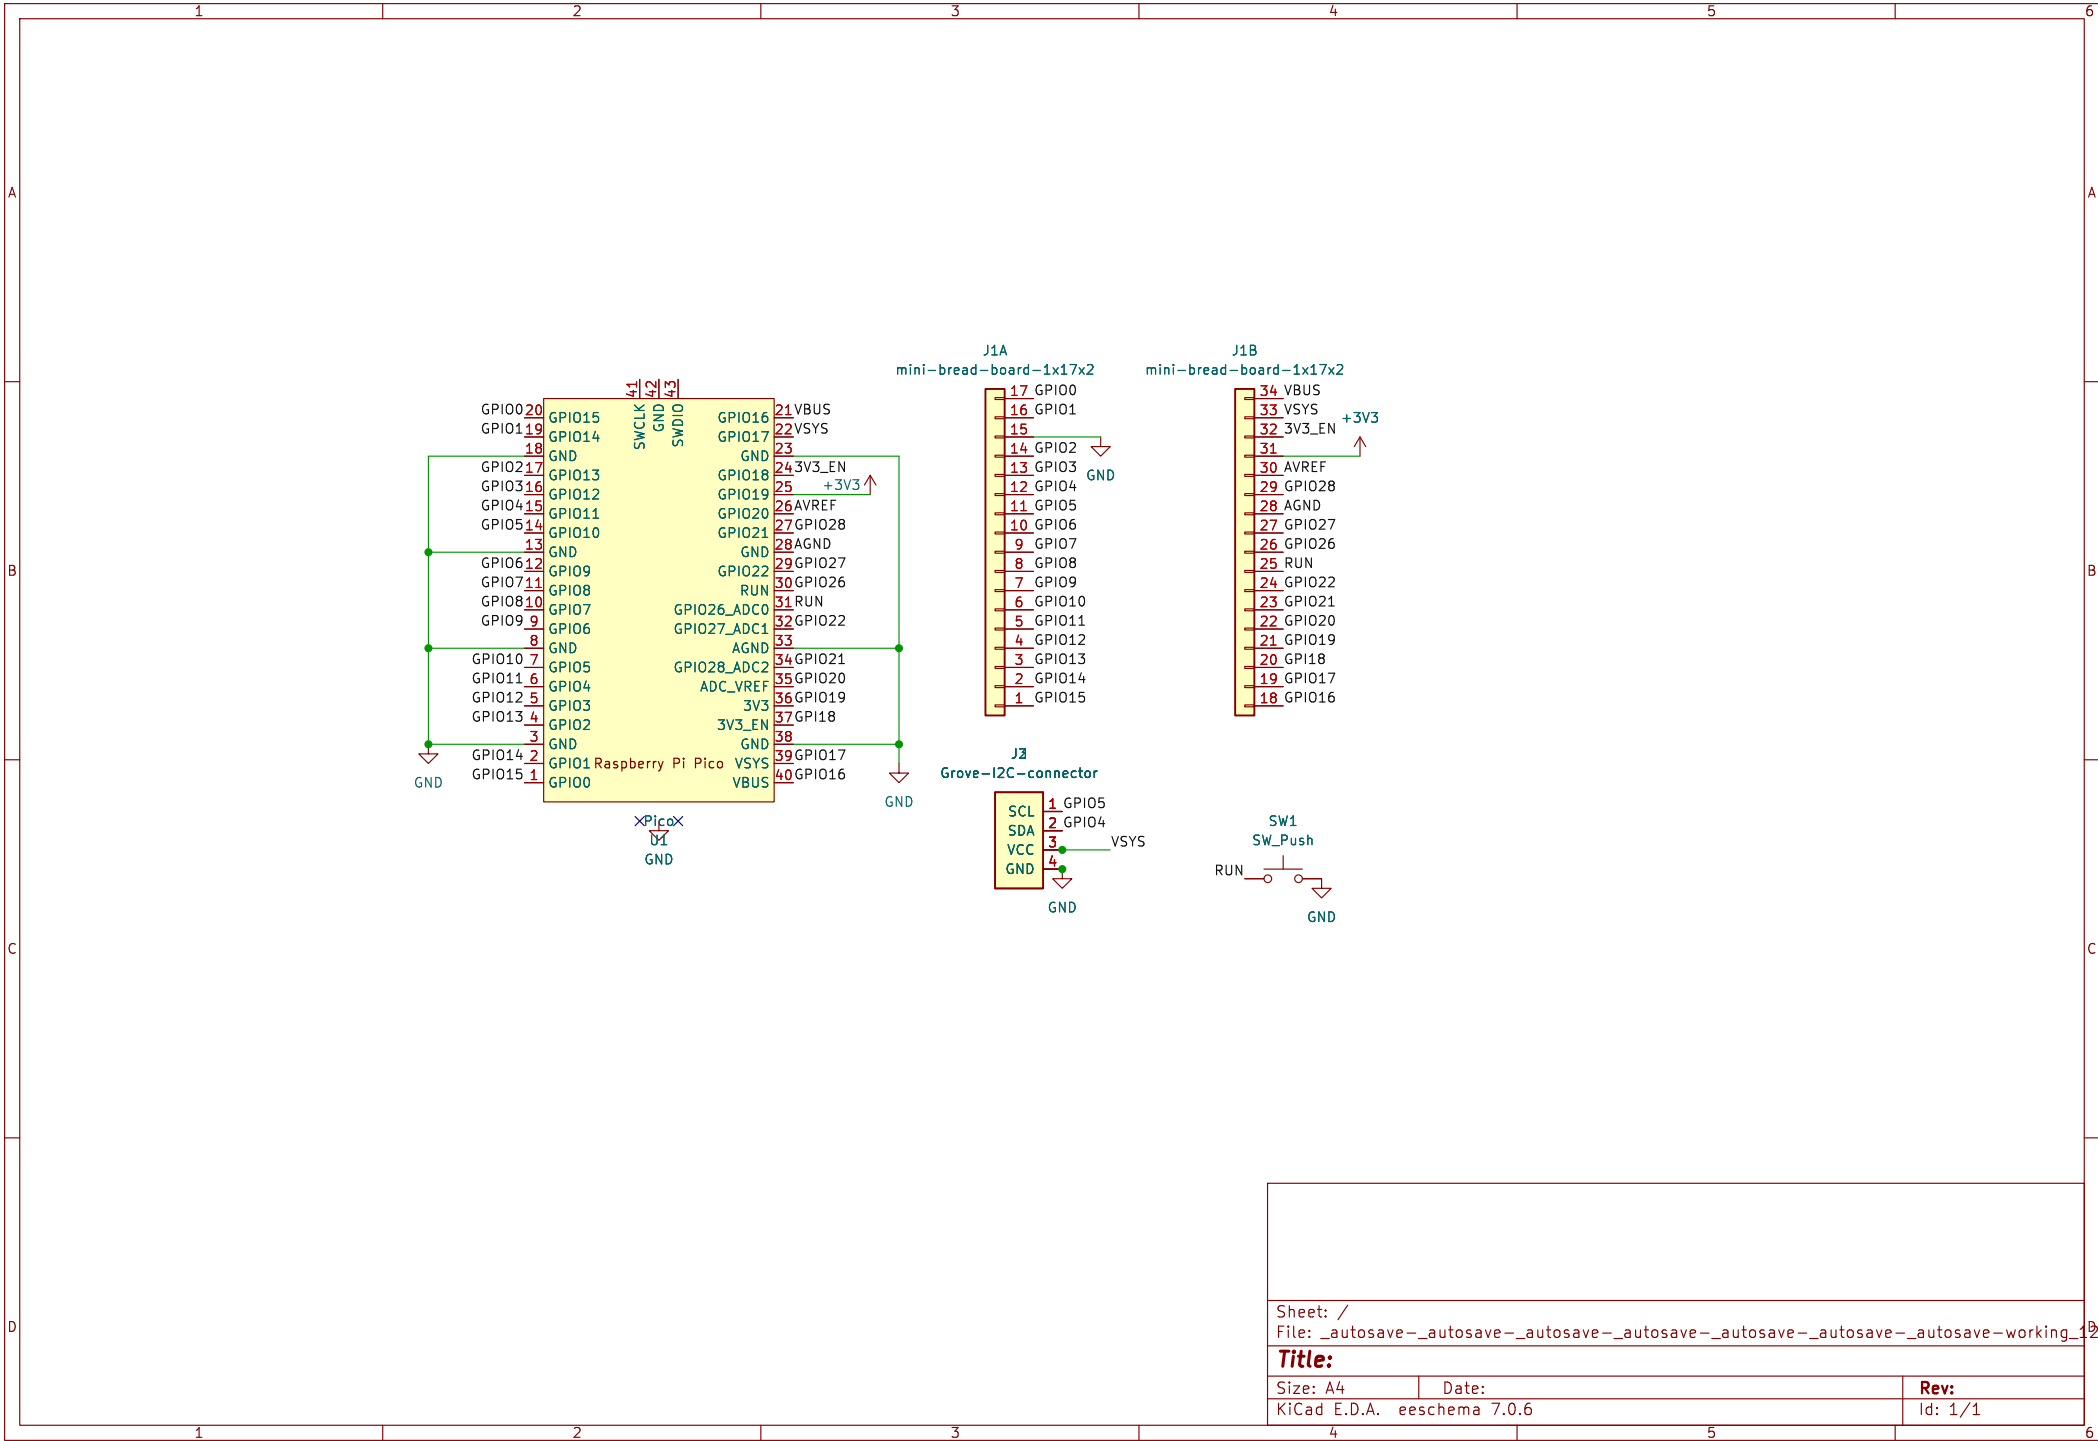 1 2 3 4 5 6
A A
J1A J1B
mini-bread-board-1x17x2 mini-bread-board-1x17x2
41 42 43
SWCLK GND SWDIO
GPIO0 20 GPIO15
GPIO1 19 GPIO14
18 GND
GPIO2 17 GPIO13
GPIO3 16 GPIO12
GPIO4 15 GPIO11
GPIO5 14 GPIO10
13 GND
GPIO6 12 GPIO9
GPIO7 11 GPIO8
GPIO8 10 GPIO7
GPIO9 9 GPIO6
8 GND
GPIO10 7 GPIO5
GPIO11 6 GPIO4
GPIO12 5 GPIO3
GPIO13 4 GPIO2
3 GND
GPIO14 2 GPIO1
GPIO15 1 GPIO0
GND
Raspberry Pi Pico
GPIO16 21 VBUS
GPIO17 22 VSYS
GND 23
GPIO18 24 3V3_EN
GPIO19 25 +3V3
GPIO20 26 AVREF
GPIO21 27 GPIO28
GND 28 AGND
GPIO22 29 GPIO27
RUN 30 GPIO26
GPIO26_ADC0 31 RUN
GPIO27_ADC1 32 GPIO22
AGND 33
GPIO28_ADC2 34 GPIO21
ADC_VREF 35 GPIO20
3V3 36 GPIO19
3V3_EN 37 GPI18
GND 38
VSYS 39 GPIO17
VBUS 40 GPIO16
GND
Pico
U1
GND
17 GPIO0
16 GPIO1
15
GND
14 GPIO2
13 GPIO3
12 GPIO4
11 GPIO5
10 GPIO6
9 GPIO7
8 GPIO8
7 GPIO9
6 GPIO10
5 GPIO11
4 GPIO12
3 GPIO13
2 GPIO14
1 GPIO15
34 VBUS
33 VSYS
32 3V3_EN
31 +3V3
30 AVREF
29 GPIO28
28 AGND
27 GPIO27
26 GPIO26
25 RUN
24 GPIO22
23 GPIO21
22 GPIO20
21 GPIO19
20 GPI18
19 GPIO17
18 GPIO16
B B
Grove-I2C-connector
SCL 1 GPIO5
SDA 2 GPIO4
VCC 3 VSYS
GND 4
GND
SW1
SW_Push
RUN
GND
C C
D D
Sheet: /
File: _autosave-_autosave-_autosave-_autosave-_autosave-_autosave-_autosave-working_12
Title:
Size: A4 Date: Rev:
KiCad E.D.A. eeschema 7.0.6 Id: 1/1
1 2 3 4 5 6